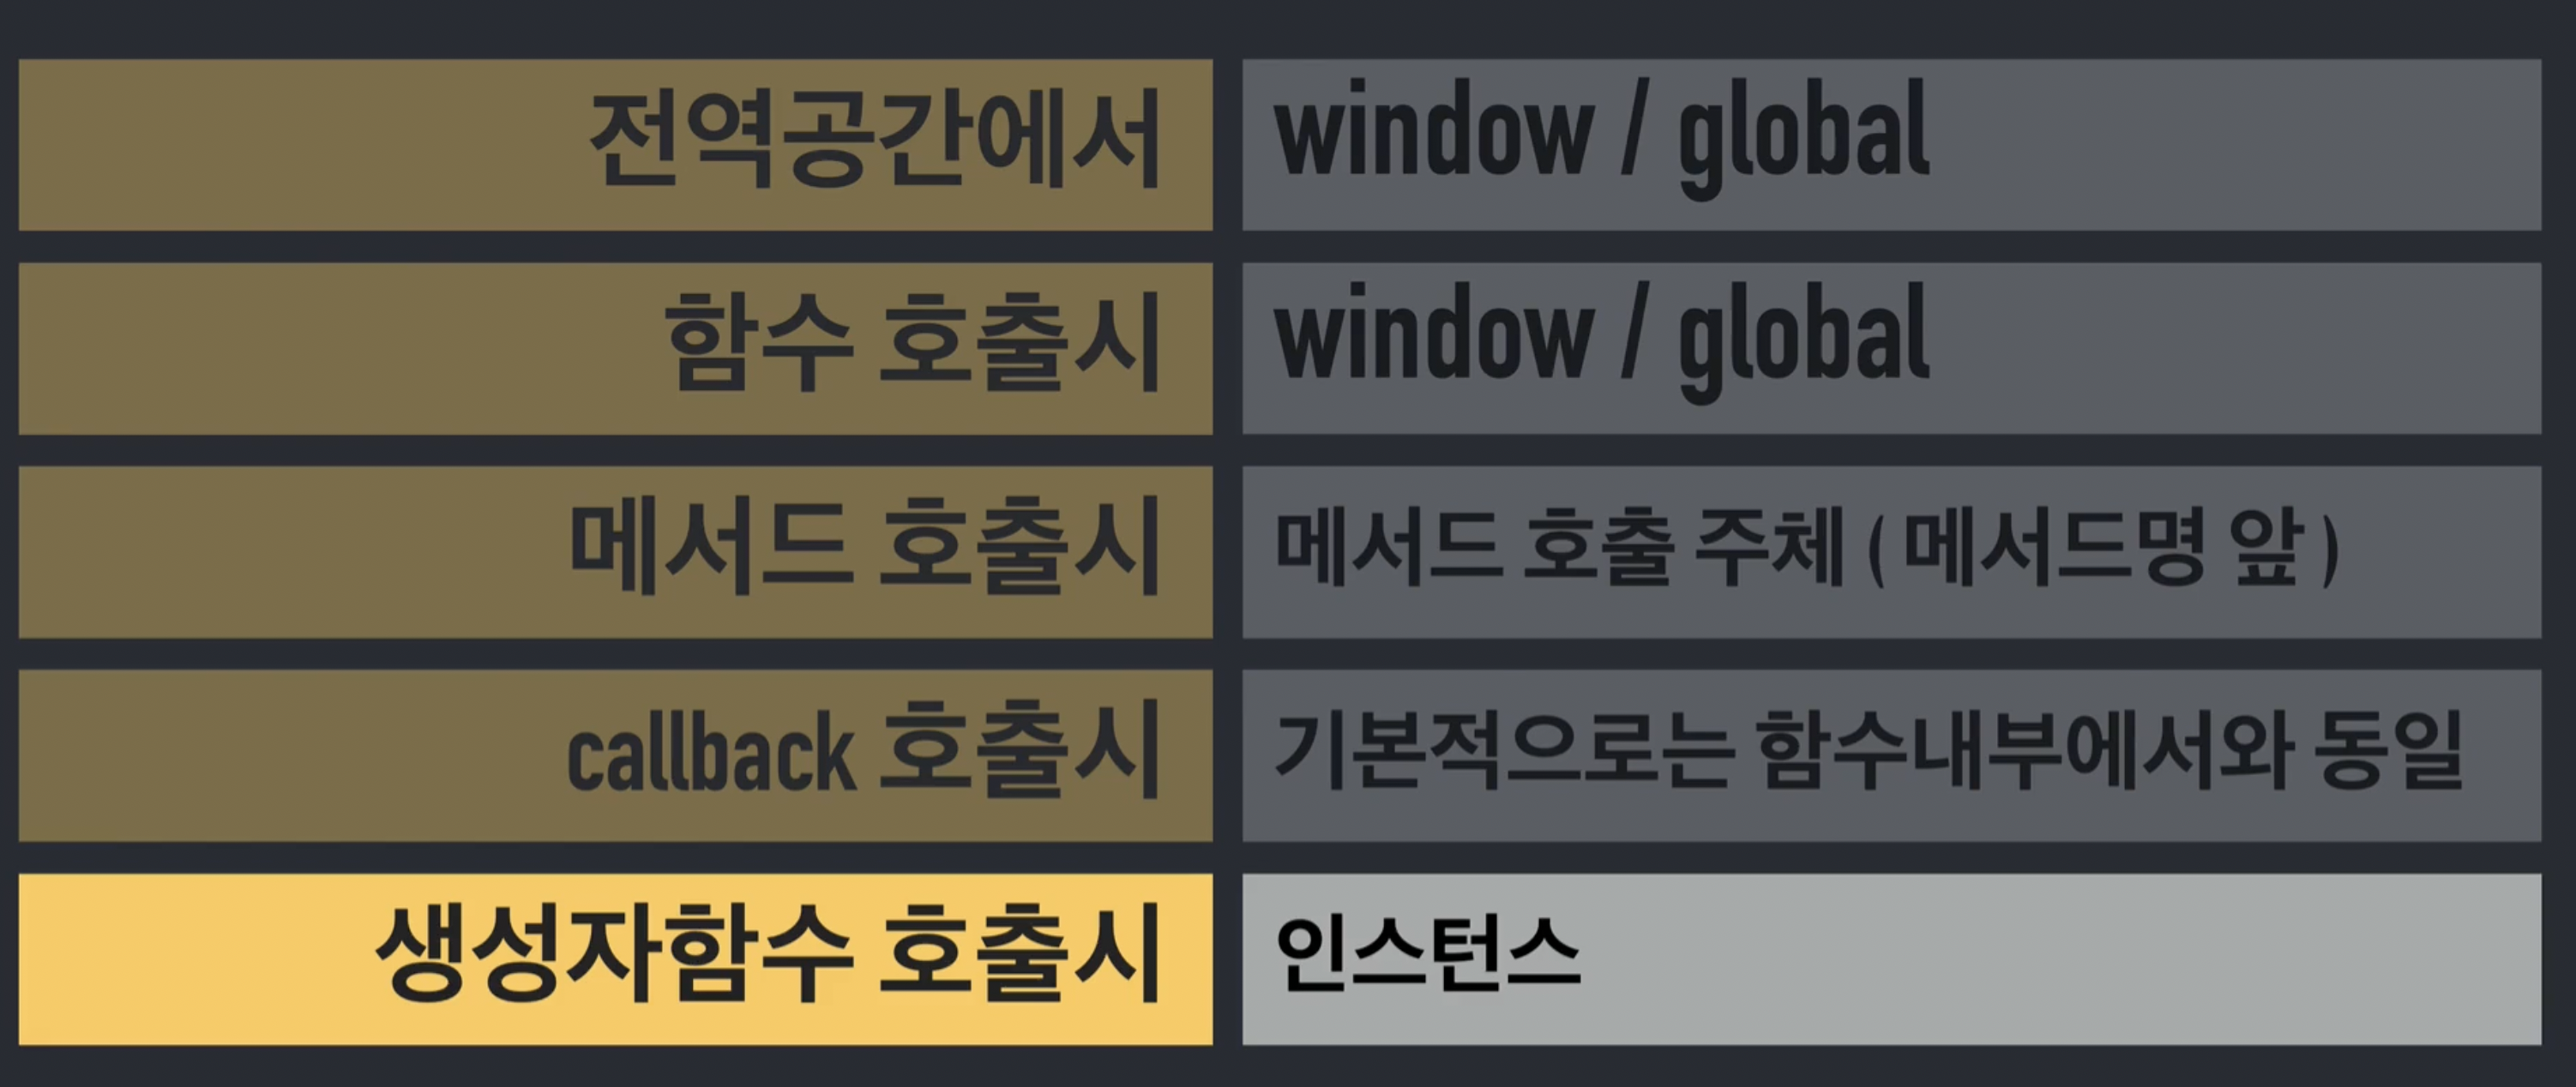 전역공간에서
window / global
함수 호출시
window / global
메서드 호출시
메서드 호출 주체 ( 메서드명 앞 )
callback 호출시
기본적으로는 함수내부에서와 동일
생성자함수 호출시
인스턴스